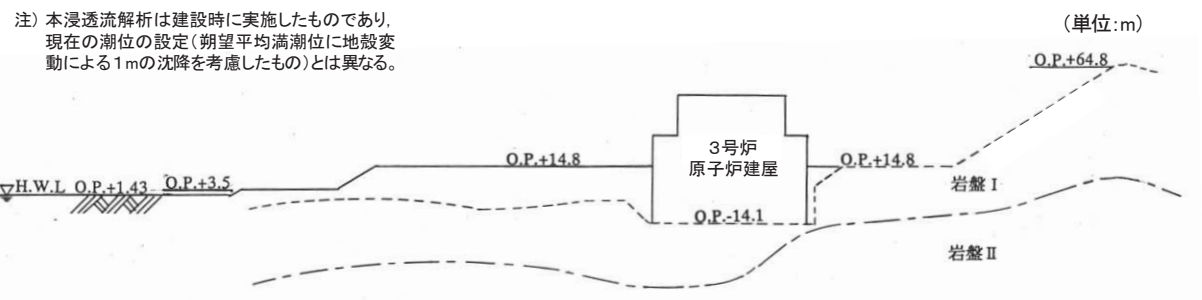 注) 本浸透流解析は建設時に実施したものであり,
現在の潮位の設定(朔望平均満潮位に地殻変
動による1mの沈降を考慮したもの)とは異なる。
(単位:m)
O.P.+64.8
3号炉
原子炉建屋
O.P.+14.8
O.P.+14.8
H.W.L O.P.+1.43
O.P.+3.5
岩盤Ⅰ
O.P.-14.1
岩盤Ⅱ